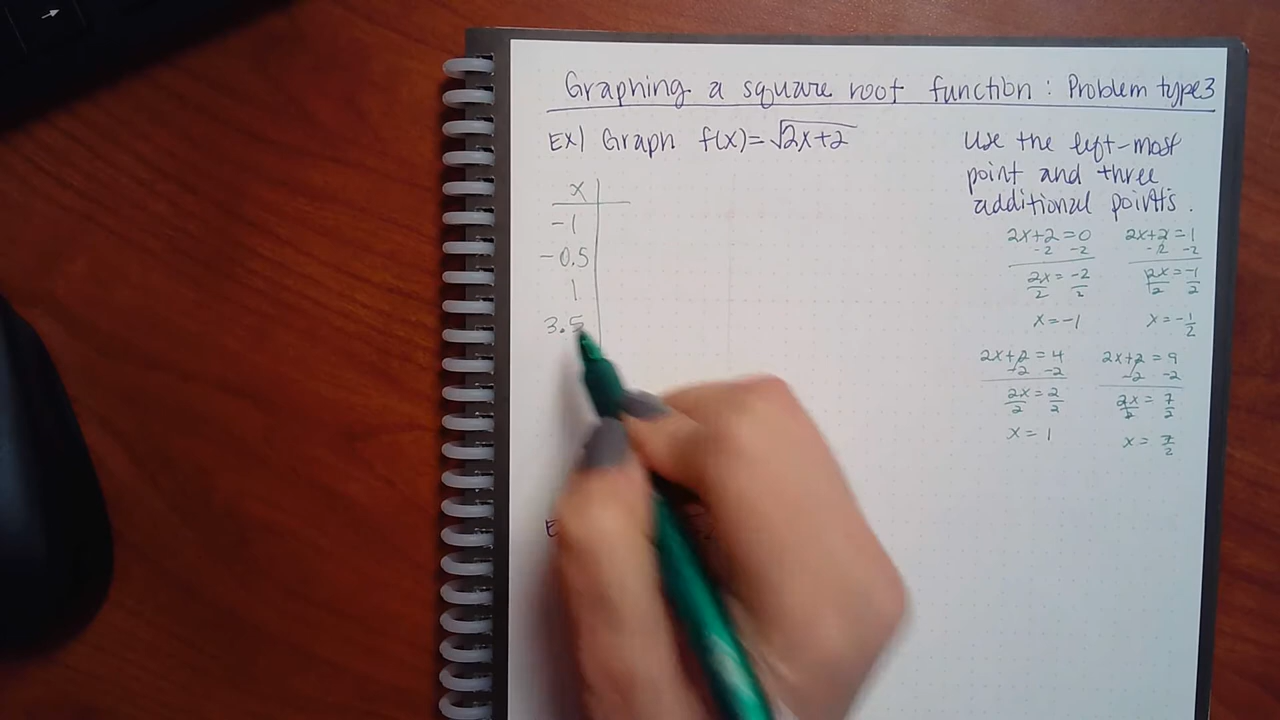 Graphing a square root function : Problem type 3
EX) Graph f(x) = √2x+2
Use the left-most
point and three
additional points.
x
-1
-0.5
1
3.5
2x+2=0
-2 -2
2x = -2
2 2
x=-1
2x+2=1
-2 -2
2x = -1
2 2
x=-1/2
2x+2=4
-2 -2
2x = 2
2 2
x = 1
2x+2=9
-2 -2
2x = 7
2 2
x = 7/2
E